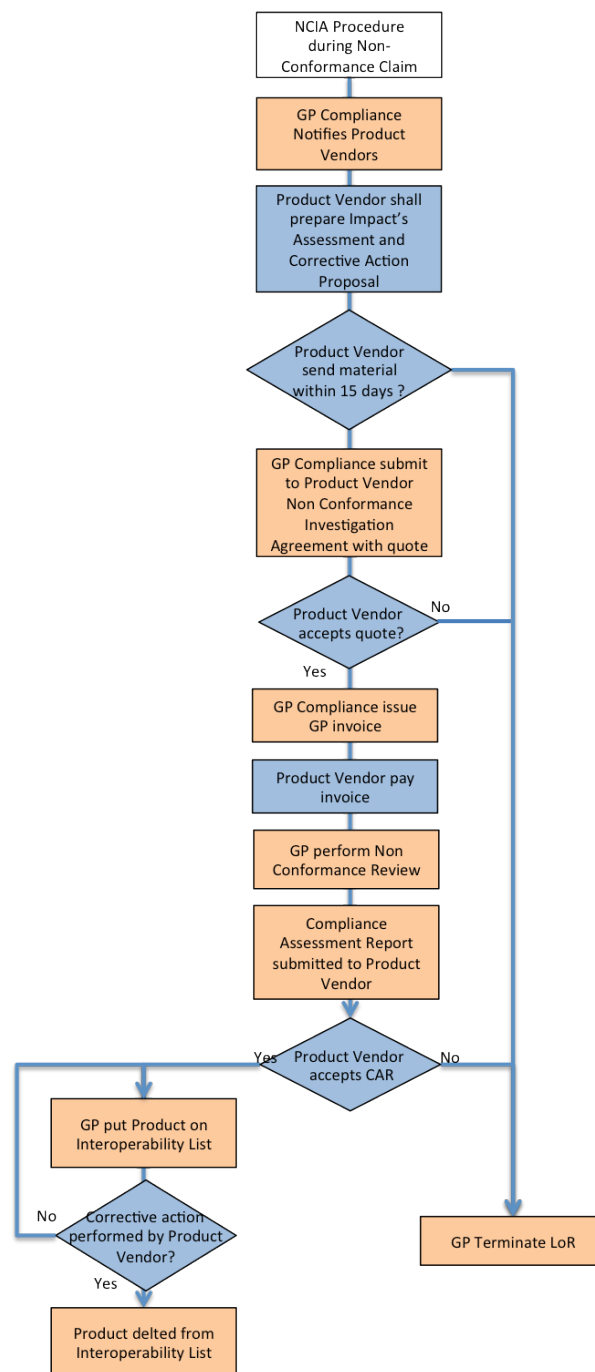 NCIA Procedure
during Non-
Conformance Claim
GP Compliance
Notifies Product
Vendors
Product Vendor shall
prepare Impact's
Assessment and
Corrective Action
Proposal
Product Vendor
send material
within 15 days ?
GP Compliance submit
to Product Vendor
Non Conformance
Investigation
Agreement with quote
Product Vendor
accepts quote?
No
Yes
GP Compliance issue
GP invoice
Product Vendor pay
invoice
GP perform Non
Conformance Review
Compliance
Assessment Report
submitted to Product
Vendor
Product Vendor
accepts CAR
Yes
No
GP put Product on
Interoperability List
Corrective action
performed by Product
Vendor?
No
Yes
Product delted from
Interoperability List
GP Terminate LoR